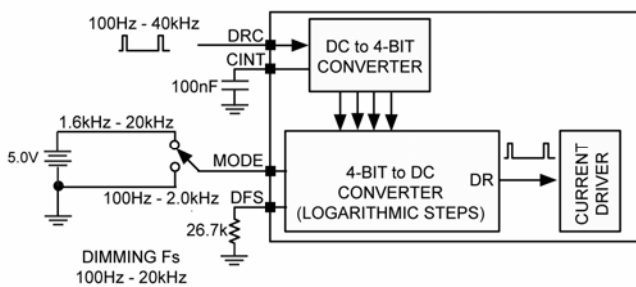 100Hz - 40kHz
DRC
CINT
100nF
DC to 4-BIT
CONVERTER
1.6kHz - 20kHz
5.0V
MODE
100Hz - 2.0kHz
DFS
26.7k
4-BIT to DC
CONVERTER
(LOGARITHMIC STEPS)
DR
CURRENT
DRIVER
DIMMING Fs
100Hz - 20kHz